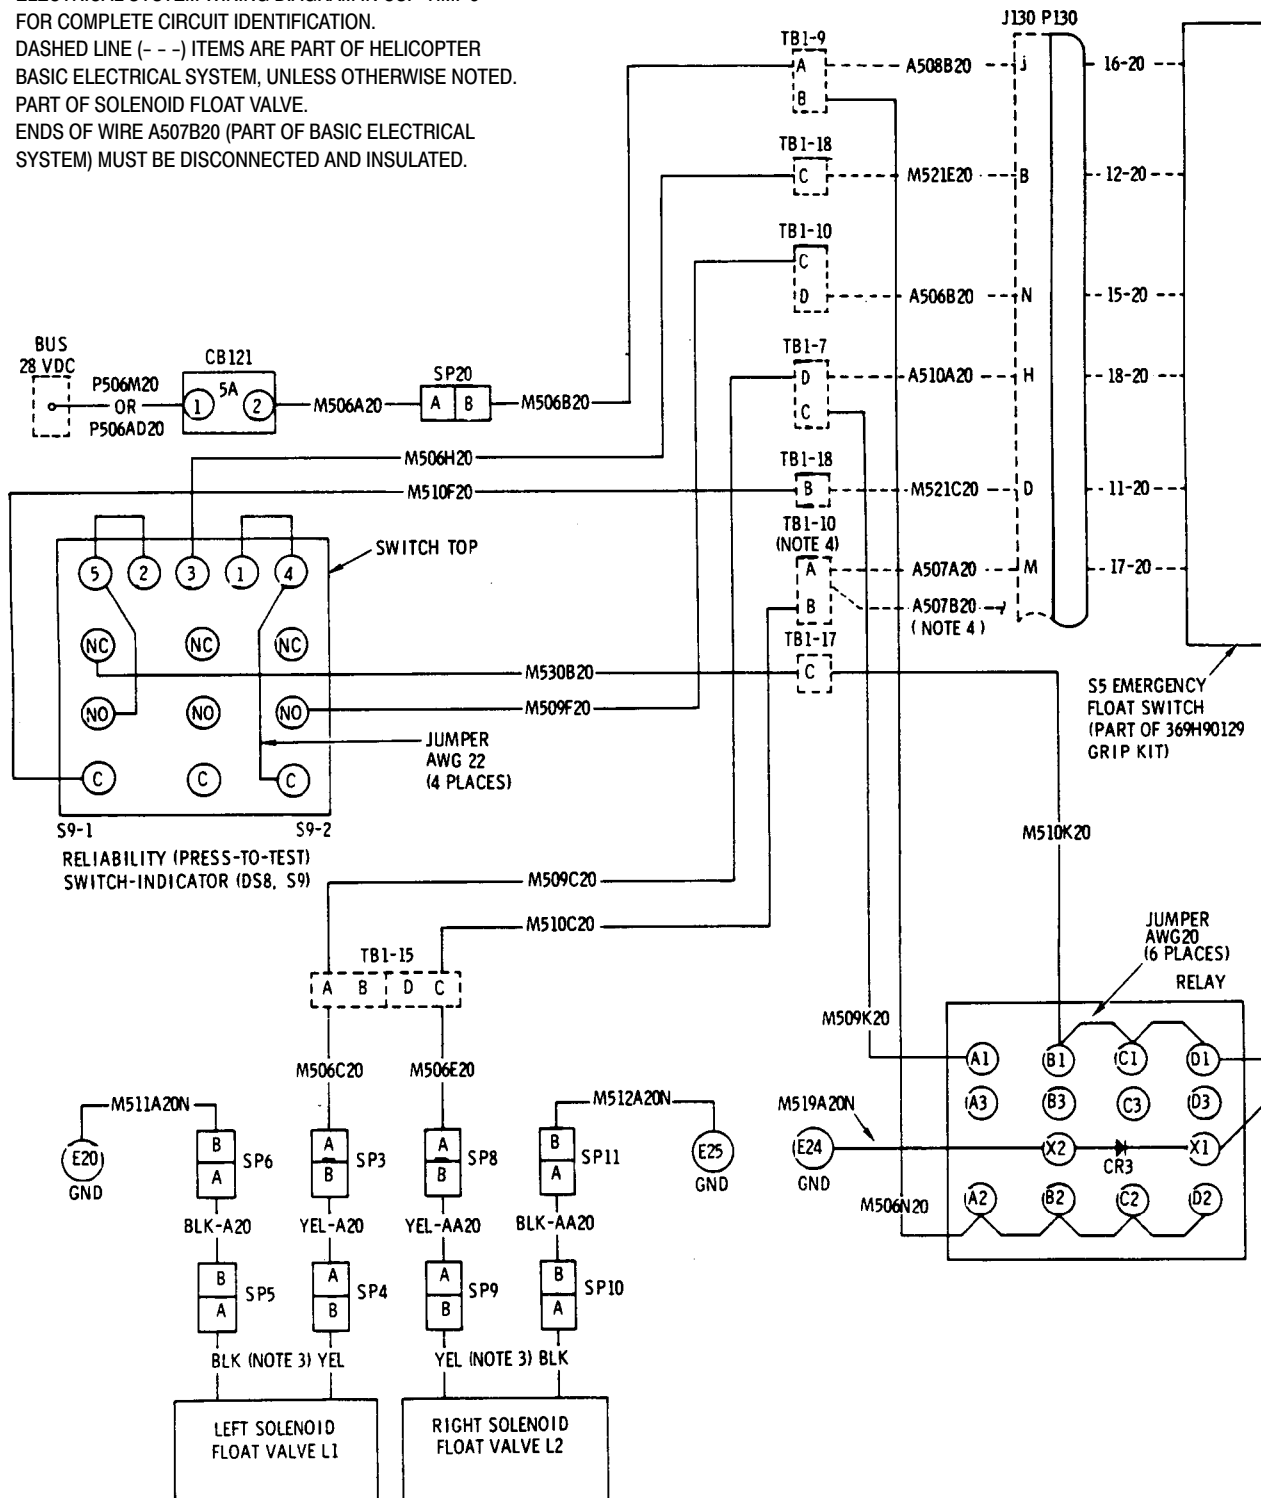 FOR COMPLETE CIRCUIT IDENTIFICATION.
DASHED LINE (- - -) ITEMS ARE PART OF HELICOPTER
BASIC ELECTRICAL SYSTEM, UNLESS OTHERWISE NOTED.
PART OF SOLENOID FLOAT VALVE.
ENDS OF WIRE A507B20 (PART OF BASIC ELECTRICAL
SYSTEM) MUST BE DISCONNECTED AND INSULATED.
J130 P130
TB1-9
A
A508B20
J
16-20
B
TB1-18
C
M521E20
B
12-20
TB1-10
C
D
A506B20
N
15-20
TB1-7
D
A510A20
H
18-20
C
BUS
28 VDC
P506M20
OR
P506AD20
CB121
5A
1
2
M506A20
SP20
A B
M506B20
M506H20
M510F20
TB1-18
B
M521C20
D
11-20
TB1-10
(NOTE 4)
A
A507A20
M
17-20
B
A507B20
(NOTE 4)
SWITCH TOP
5 2 3 1 4
NC NC NC
NO NO NO
C C C
M530B20
TB1-17
C
M509F20
JUMPER
AWG 22
(4 PLACES)
S9-1
S9-2
RELIABILITY (PRESS-TO-TEST)
SWITCH-INDICATOR (DS8, S9)
S5 EMERGENCY
FLOAT SWITCH
(PART OF 369H90129
GRIP KIT)
M510K20
M509C20
M510C20
TB1-15
A B D C
JUMPER
AWG20
(6 PLACES)
RELAY
M509K20
A1 B1 C1 D1
A3 B3 C3 D3
X2
CR3
X1
A2 B2 C2 D2
M519A20N
E24
GND
M506N20
M506C20
M506E20
M511A20N
M512A20N
E20
GND
B
A
SP6
A
B
SP3
A
B
SP8
B
A
SP11
E25
GND
BLK-A20
YEL-A20
YEL-AA20
BLK-AA20
B
A
SP5
A
B
SP4
A
B
SP9
B
A
SP10
BLK (NOTE 3) YEL
YEL (NOTE 3) BLK
LEFT SOLENOID
FLOAT VALVE L1
RIGHT SOLENOID
FLOAT VALVE L2